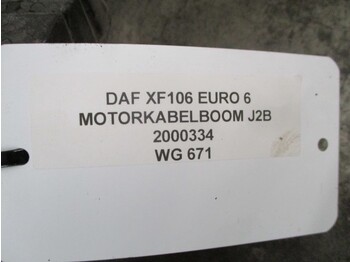 DAF XF106 EURO 6
MOTORKABELBOOM J2B
2000334
WG 671